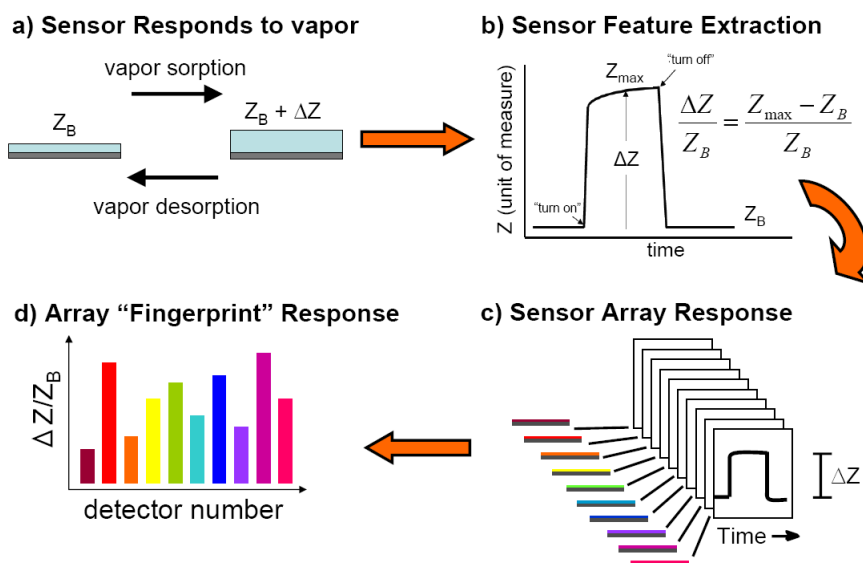 a) Sensor Responds to vapor
vapor sorption
Z_B
Z_B + ΔZ
vapor desorption
b) Sensor Feature Extraction
Z (unit of measure)
Z_max
"turn off"
ΔZ
"turn on"
Z_B
time
ΔZ/Z_B = (Z_max − Z_B)/Z_B
c) Sensor Array Response
ΔZ
Time
d) Array “Fingerprint” Response
Δ Z/Z_B
detector number